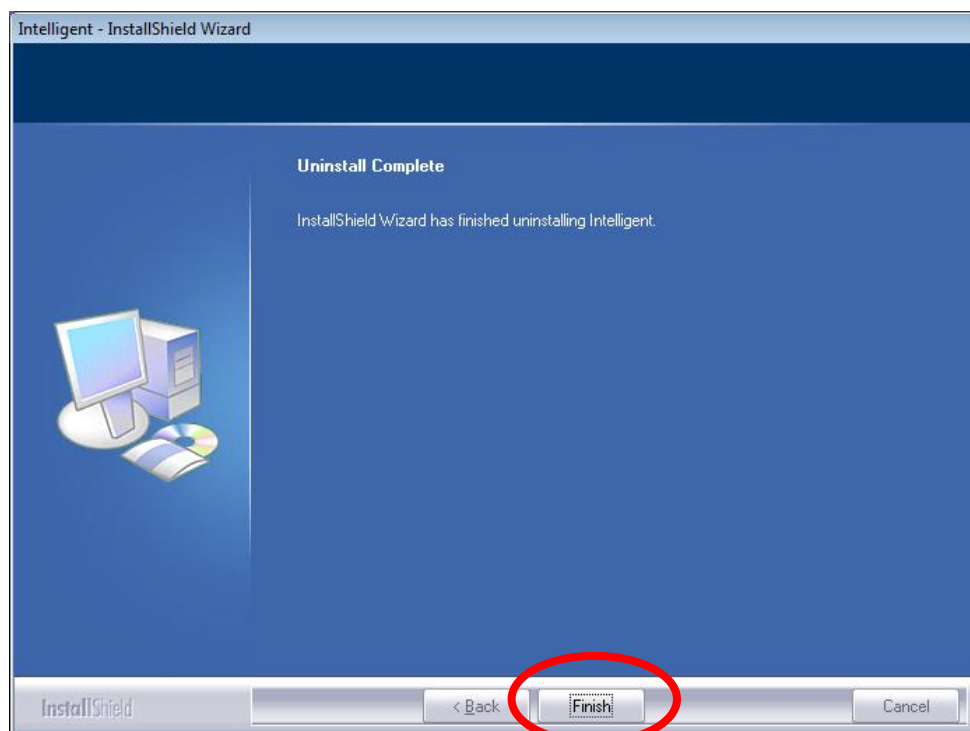 Intelligent - InstallShield Wizard
Uninstall Complete
InstallShield Wizard has finished uninstalling Intelligent.
InstallShield
< Back
Finish
Cancel